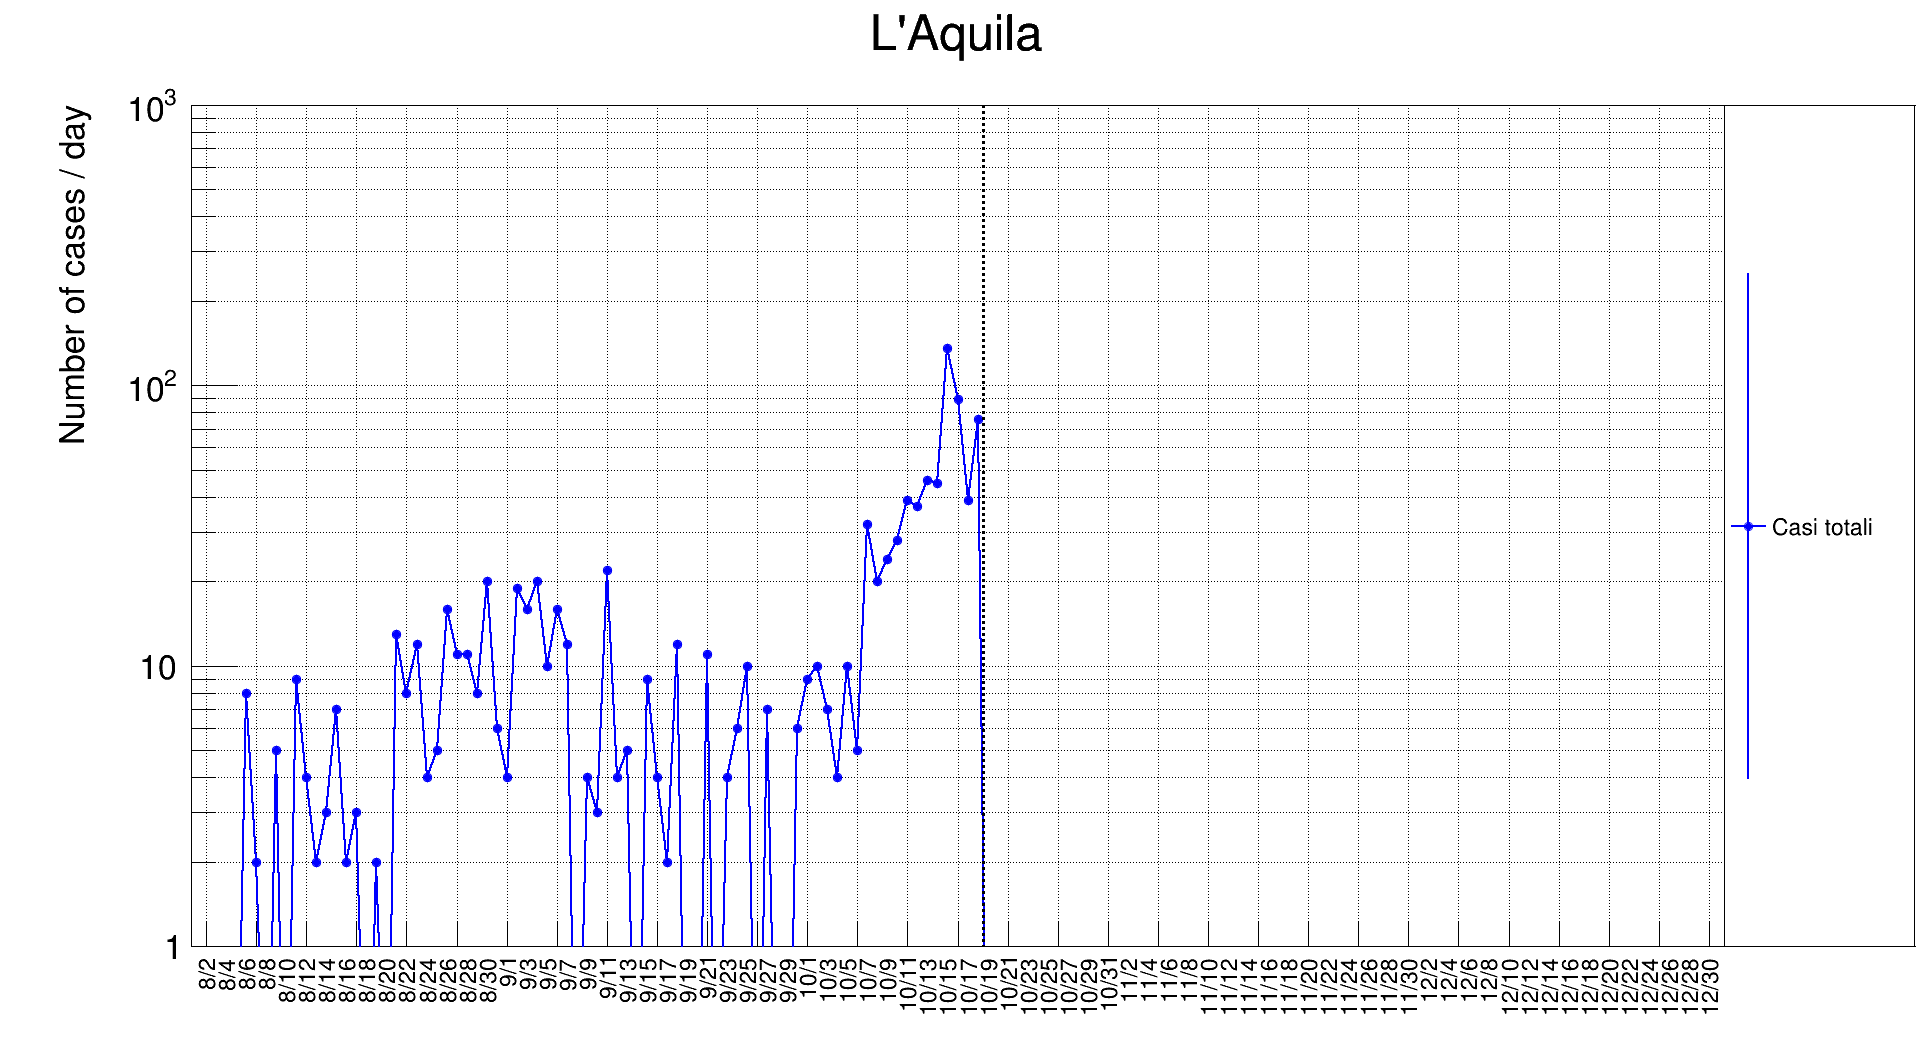 L'Aquila
Number of cases / day
10³
10²
10
1
8/2 8/4 8/6 8/8 8/10 8/12 8/14 8/16 8/18 8/20 8/22 8/24 8/26 8/28 8/30 9/1 9/3 9/5 9/7 9/9 9/11 9/13 9/15 9/17 9/19 9/21 9/23 9/25 9/27 9/29 10/1 10/3 10/5 10/7 10/9 10/11 10/13 10/15 10/17 10/19 10/21 10/23 10/25 10/27 10/29 10/31 11/2 11/4 11/6 11/8 11/10 11/12 11/14 11/16 11/18 11/20 11/22 11/24 11/26 11/28 11/30 12/2 12/4 12/6 12/8 12/10 12/12 12/14 12/16 12/18 12/20 12/22 12/24 12/26 12/28 12/30
Casi totali